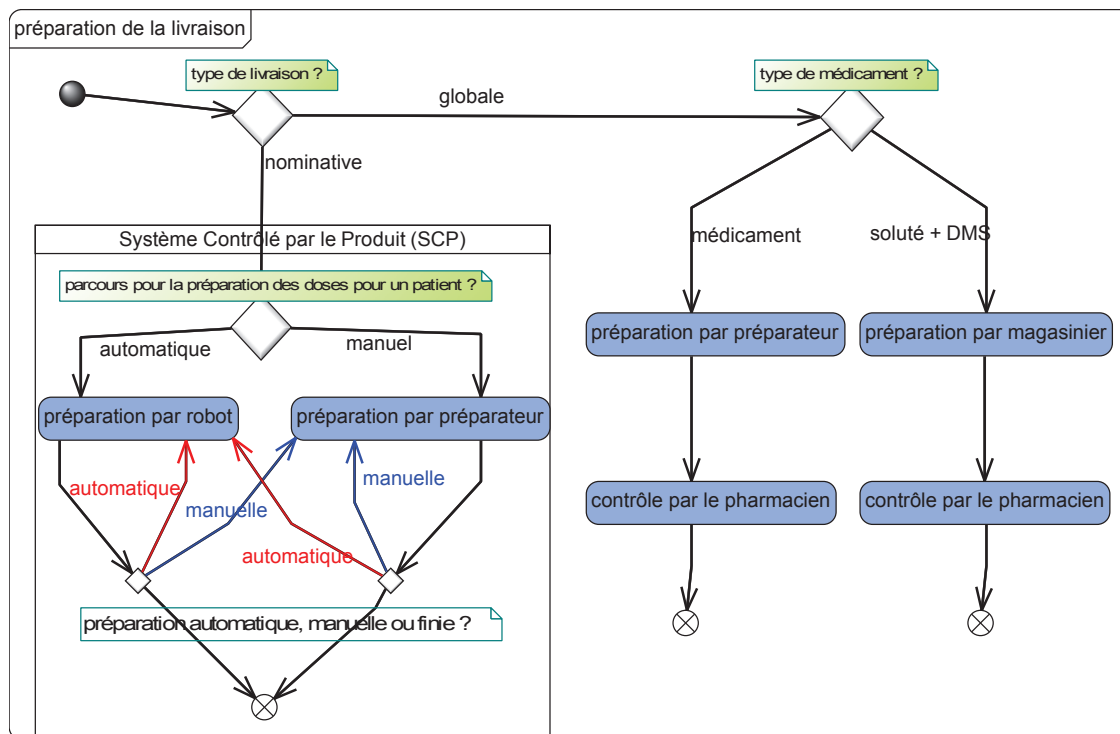 préparation de la livraison
type de livraison ?
type de médicament ?
globale
nominative
Système Contrôlé par le Produit (SCP)
médicament
soluté + DMS
parcours pour la préparation des doses pour un patient ?
automatique
manuel
préparation par préparateur
préparation par magasinier
préparation par robot
préparation par préparateur
automatique
manuelle
manuelle
automatique
contrôle par le pharmacien
contrôle par le pharmacien
préparation automatique, manuelle ou finie ?